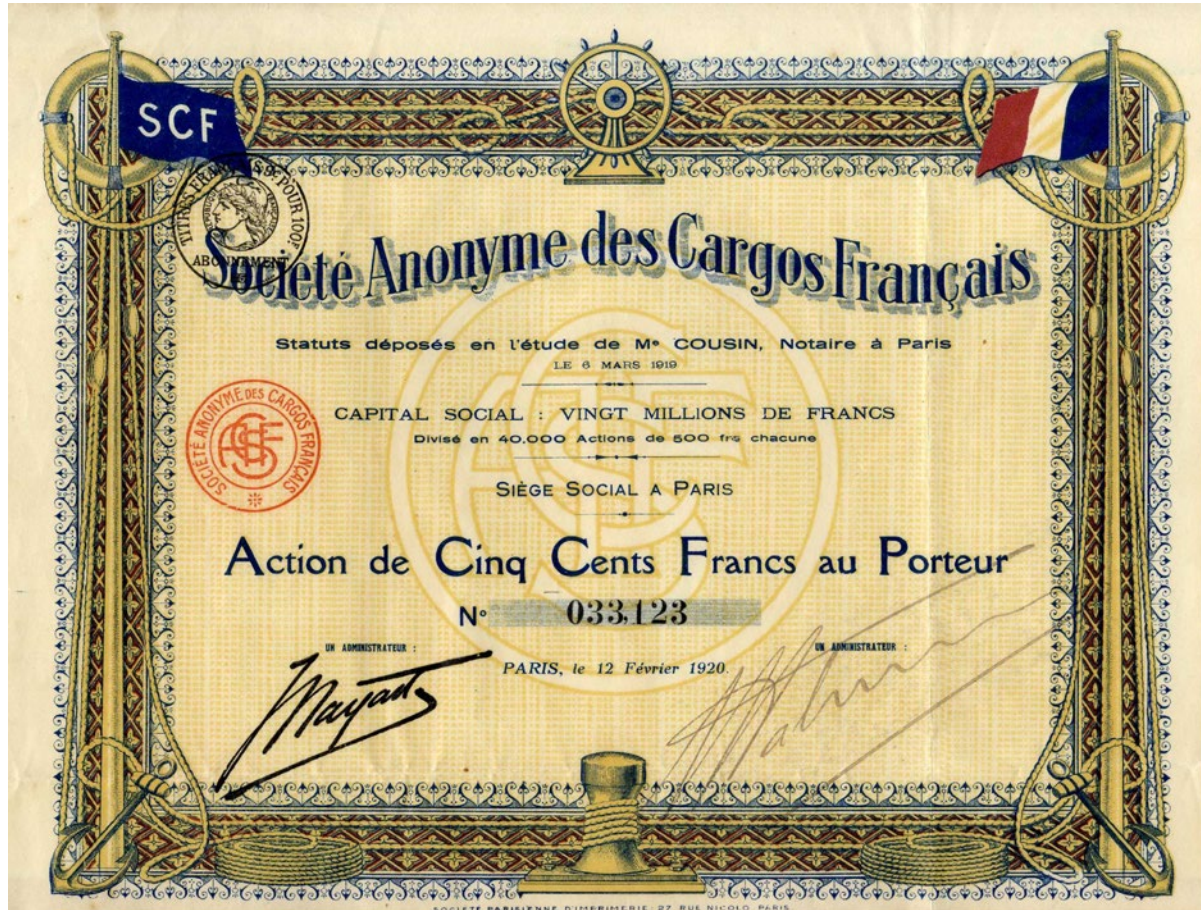 SCF
TITRES FRANÇAIS POUR 100F.
ABONNEMENT
Société Anonyme des Cargos Français
Statuts déposés en l'étude de Mᵉ COUSIN, Notaire à Paris
LE 6 MARS 1919
CAPITAL SOCIAL : VINGT MILLIONS DE FRANCS
Divisé en 40.000 Actions de 500 frs chacune
SOCIÉTÉ ANONYME DES CARGOS FRANÇAIS
SIÈGE SOCIAL A PARIS
Action de Cinq Cents Francs au Porteur
N° 033,123
UN ADMINISTRATEUR :
UN ADMINISTRATEUR :
PARIS, le 12 Février 1920.
SOCIÉTÉ PARISIENNE D'IMPRIMERIE, 27, RUE NICOLO, PARIS.